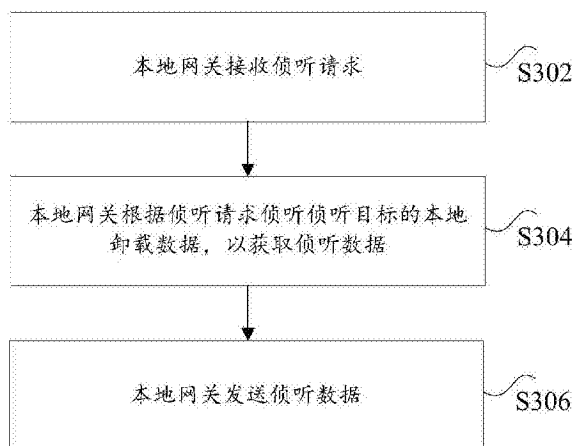 本地网关接收侦听请求
S302
本地网关根据侦听请求侦听侦听目标的本地
卸载数据，以获取侦听数据
S304
本地网关发送侦听数据
S306